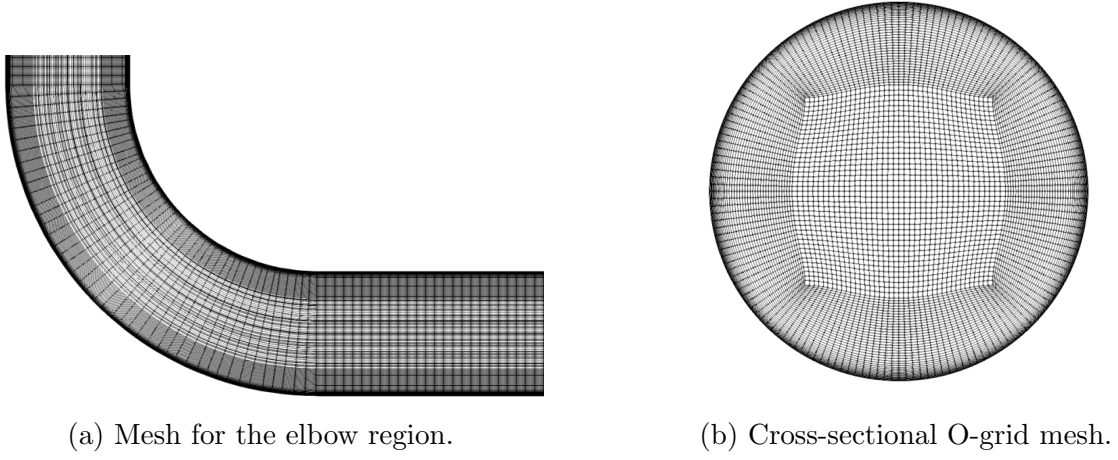 (a) Mesh for the elbow region.
(b) Cross-sectional O-grid mesh.